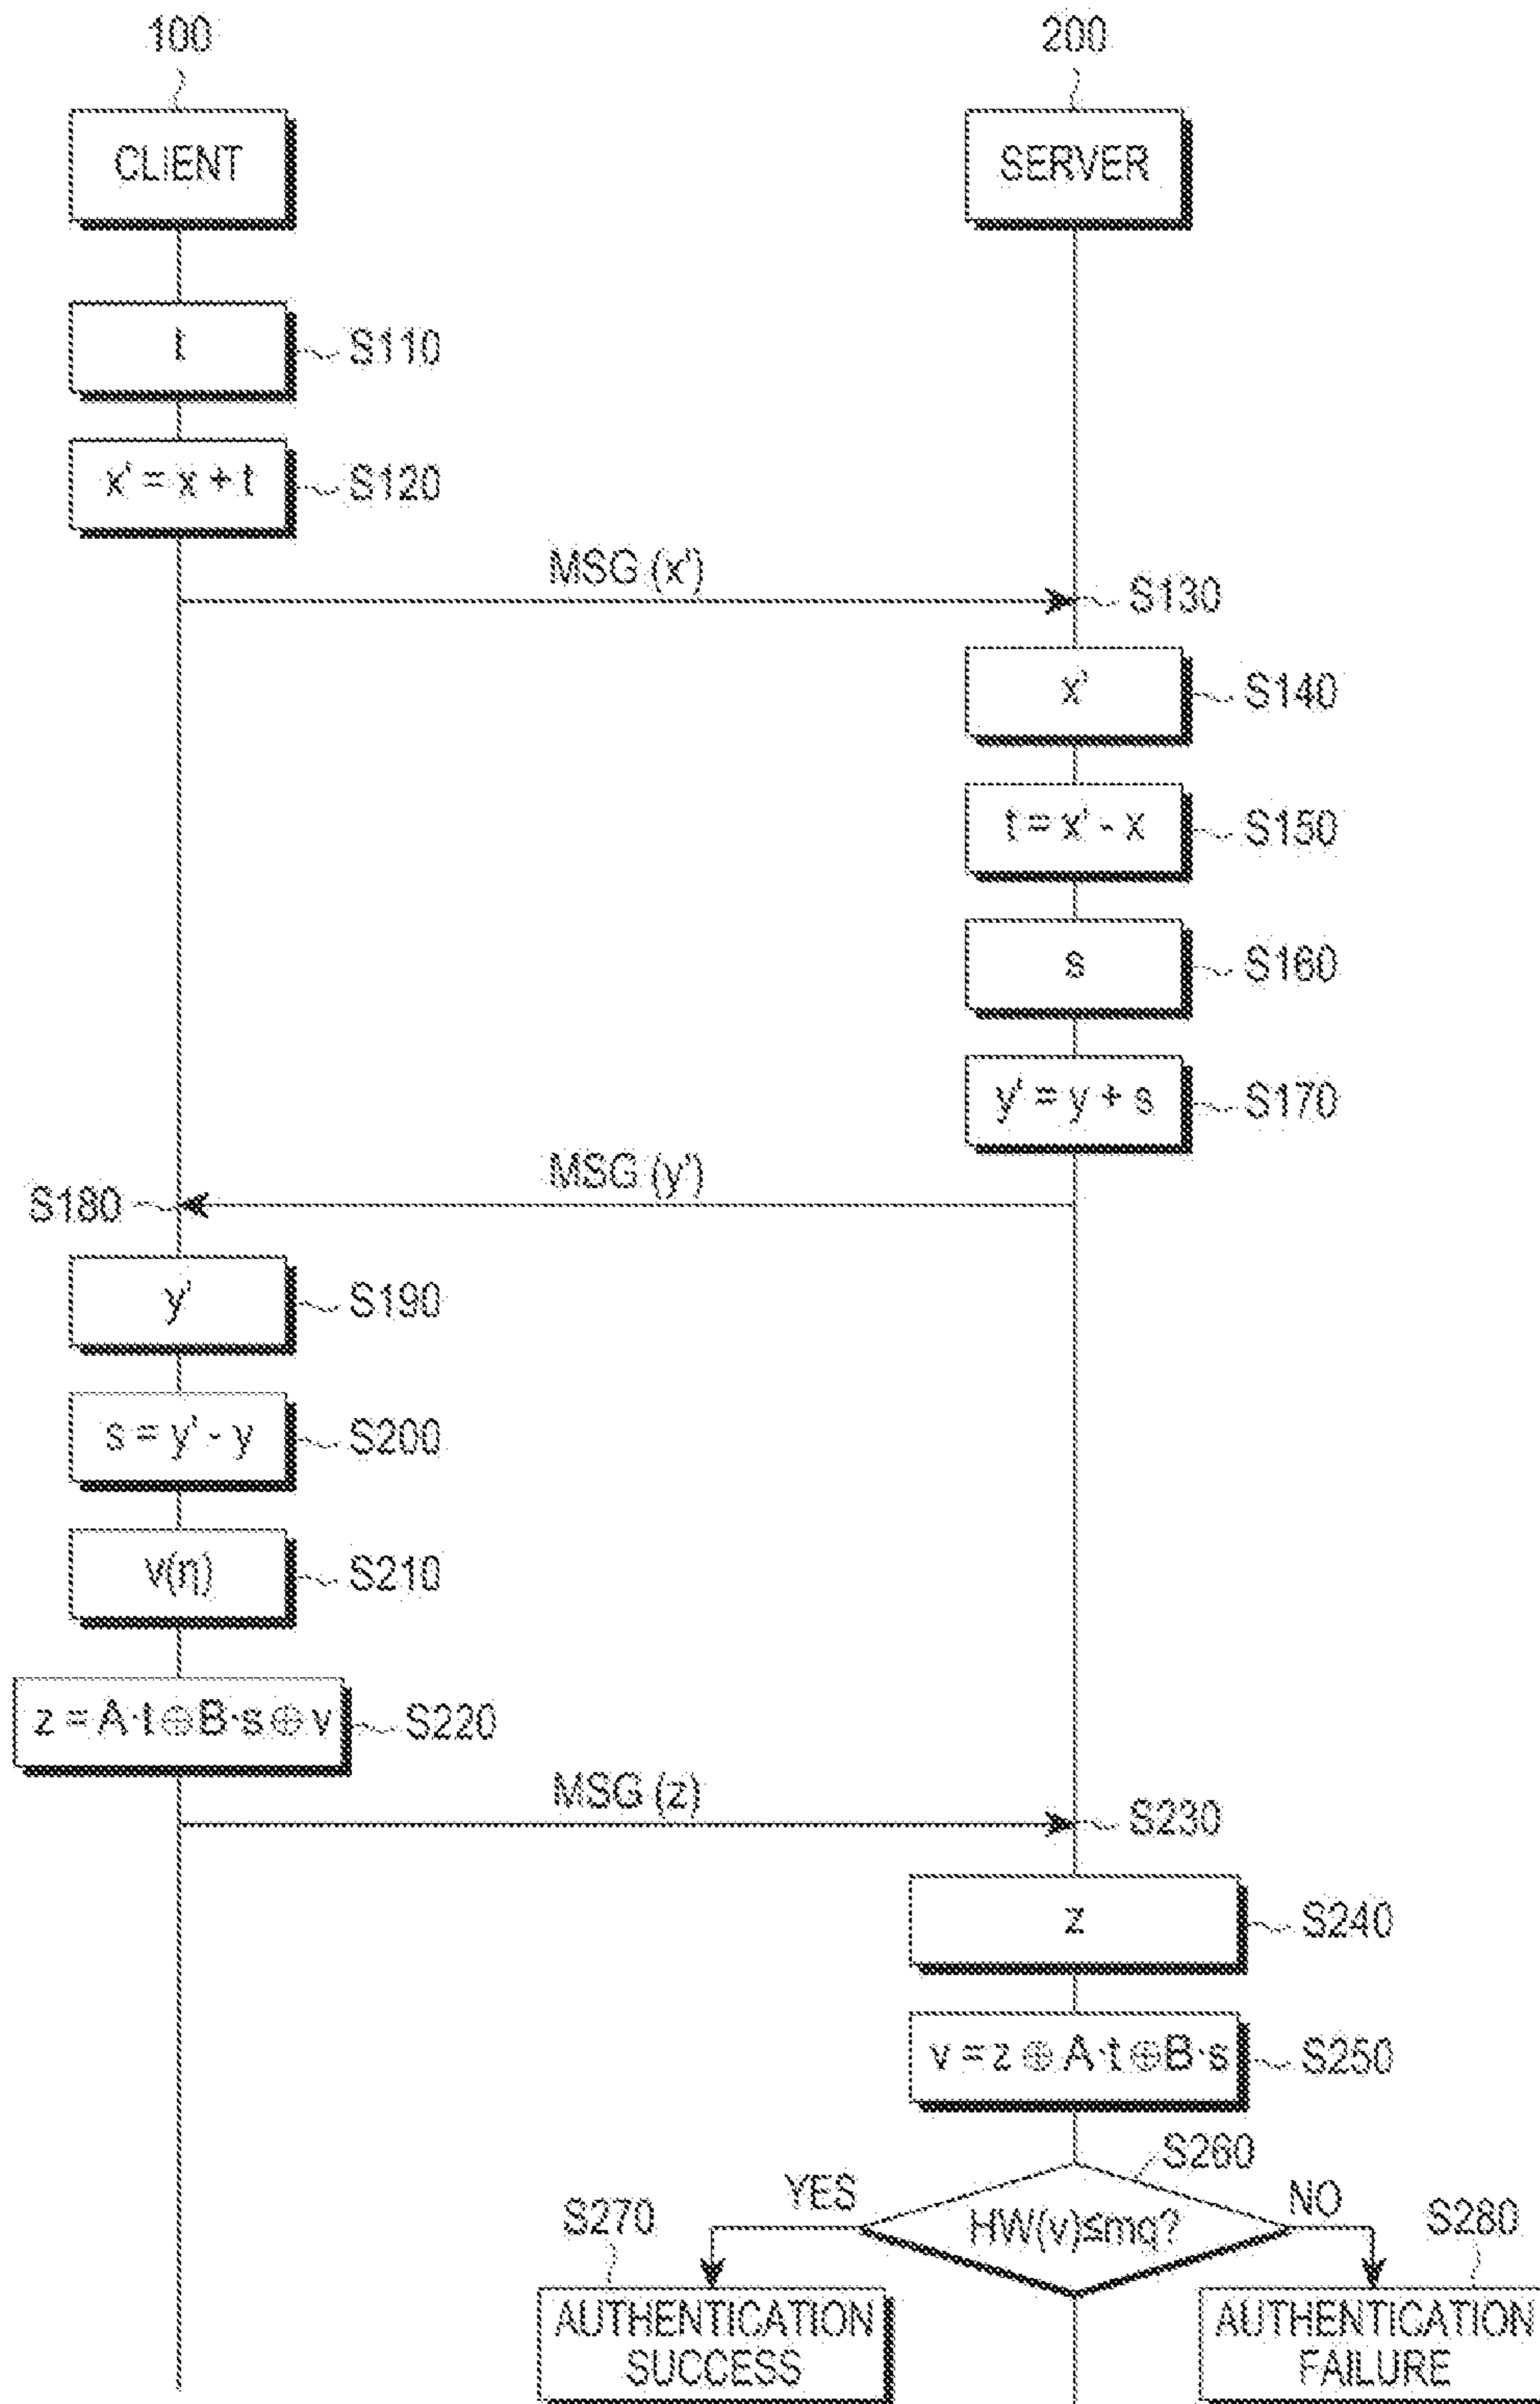 100
200
CLIENT
SERVER
t
S110
x' = x + t
S120
MSG (x')
S130
x'
S140
t = x' - x
S150
s
S160
y' = y + s
S170
MSG (y')
S180
y'
S190
s = y' - y
S200
v(η)
S210
z = A·t⊕B·s⊕v
S220
MSG (z)
S230
z
S240
v = z ⊕ A·t⊕B·s
S250
S260
YES
NO
S270
HW(v)≦mq?
S280
AUTHENTICATION
SUCCESS
AUTHENTICATION
FAILURE